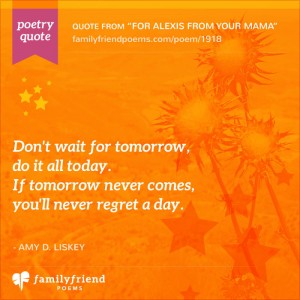 poetry
quote
QUOTE FROM "FOR ALEXIS FROM YOUR MAMA"
familyfriendpoems.com/poem/1918
Don't wait for tomorrow,
do it all today.
If tomorrow never comes,
you'll never regret a day.
- AMY D. LISKEY
familyfriend
POEMS